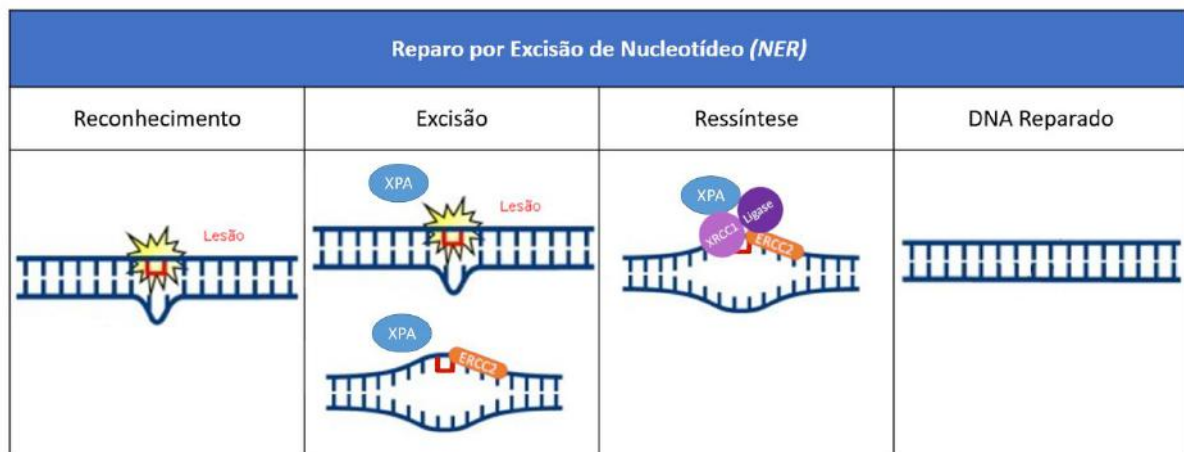 Reparo por Excisão de Nucleotídeo (NER)
Reconhecimento
Excisão
Ressíntese
DNA Reparado
Lesão
XPA
Lesão
XPA
ERCC2
XPA
Ligase
XRCC1
ERCC2